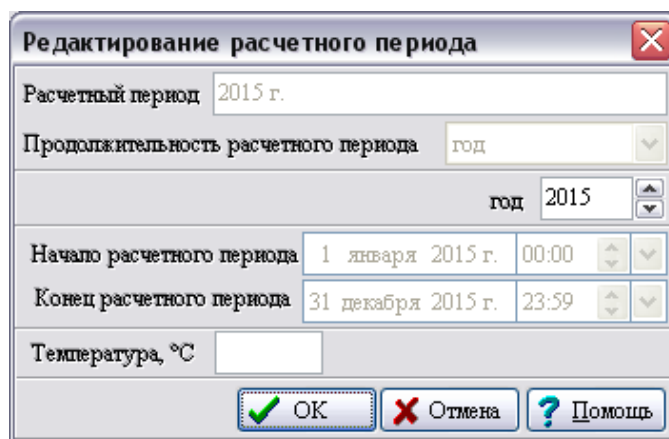 Редактирование расчетного периода
Расчетный период 2015 г.
Продолжительность расчетного периода год
год 2015
Начало расчетного периода 1 января 2015 г. 00:00
Конец расчетного периода 31 декабря 2015 г. 23:59
Температура, °С
OK Отмена ? Помощь